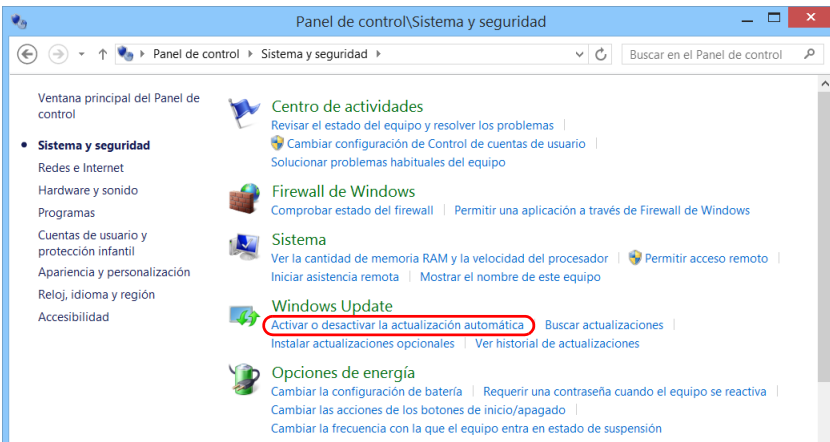 Panel de control\Sistema y seguridad
Panel de control Sistema y seguridad
Buscar en el Panel de control
Ventana principal del Panel de
control
Sistema y seguridad
Redes e Internet
Hardware y sonido
Programas
Cuentas de usuario y
protección infantil
Apariencia y personalización
Reloj, idioma y región
Accesibilidad
Centro de actividades
Revisar el estado del equipo y resolver los problemas
Cambiar configuración de Control de cuentas de usuario
Solucionar problemas habituales del equipo
Firewall de Windows
Comprobar estado del firewall Permitir una aplicación a través de Firewall de Windows
Sistema
Ver la cantidad de memoria RAM y la velocidad del procesador Permitir acceso remoto
Iniciar asistencia remota Mostrar el nombre de este equipo
Windows Update
Activar o desactivar la actualización automática Buscar actualizaciones
Instalar actualizaciones opcionales Ver historial de actualizaciones
Opciones de energía
Cambiar la configuración de batería Requerir una contraseña cuando el equipo se reactiva
Cambiar las acciones de los botones de inicio/apagado
Cambiar la frecuencia con la que el equipo entra en estado de suspensión